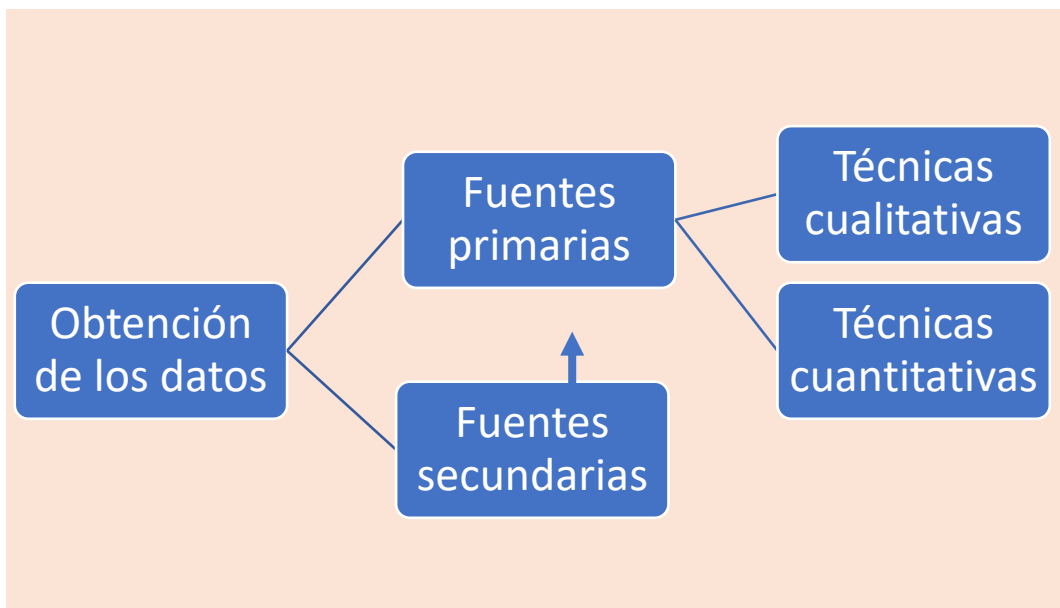 Obtención
de los datos
Fuentes
primarias
Fuentes
secundarias
Técnicas
cualitativas
Técnicas
cuantitativas